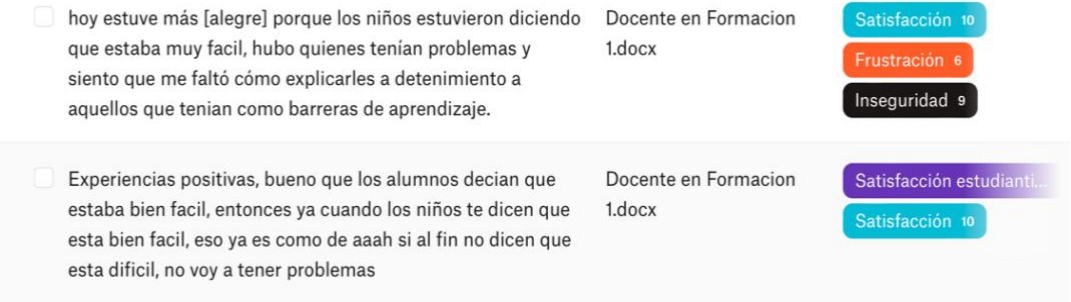 hoy estuve más [alegre] porque los niños estuvieron diciendo
que estaba muy facil, hubo quienes tenían problemas y
siento que me faltó cómo explicarles a detenimiento a
aquellos que tenian como barreras de aprendizaje.
Docente en Formacion
1.docx
Satisfacción 10
Frustración 6
Inseguridad 9
Experiencias positivas, bueno que los alumnos decian que
estaba bien facil, entonces ya cuando los niños te dicen que
esta bien facil, eso ya es como de aaah si al fin no dicen que
esta dificil, no voy a tener problemas
Docente en Formacion
1.docx
Satisfacción estudianti...
Satisfacción 10